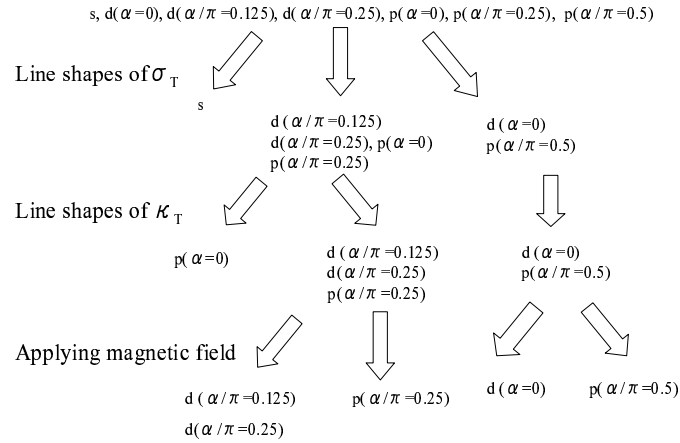 s, d(α=0), d(α/π=0.125), d(α/π=0.25), p(α=0), p(α/π=0.25), p(α/π=0.5)
Line shapes of σT
s
d (α/π=0.125)
d(α/π=0.25), p(α=0)
p(α/π=0.25)
d (α=0)
p(α/π=0.5)
Line shapes of κT
p(α=0)
d (α/π=0.125)
d(α/π=0.25)
p(α/π=0.25)
d (α=0)
p(α/π=0.5)
Applying magnetic field
d (α/π=0.125)
d(α/π=0.25)
p(α/π=0.25)
d (α=0)
p(α/π=0.5)